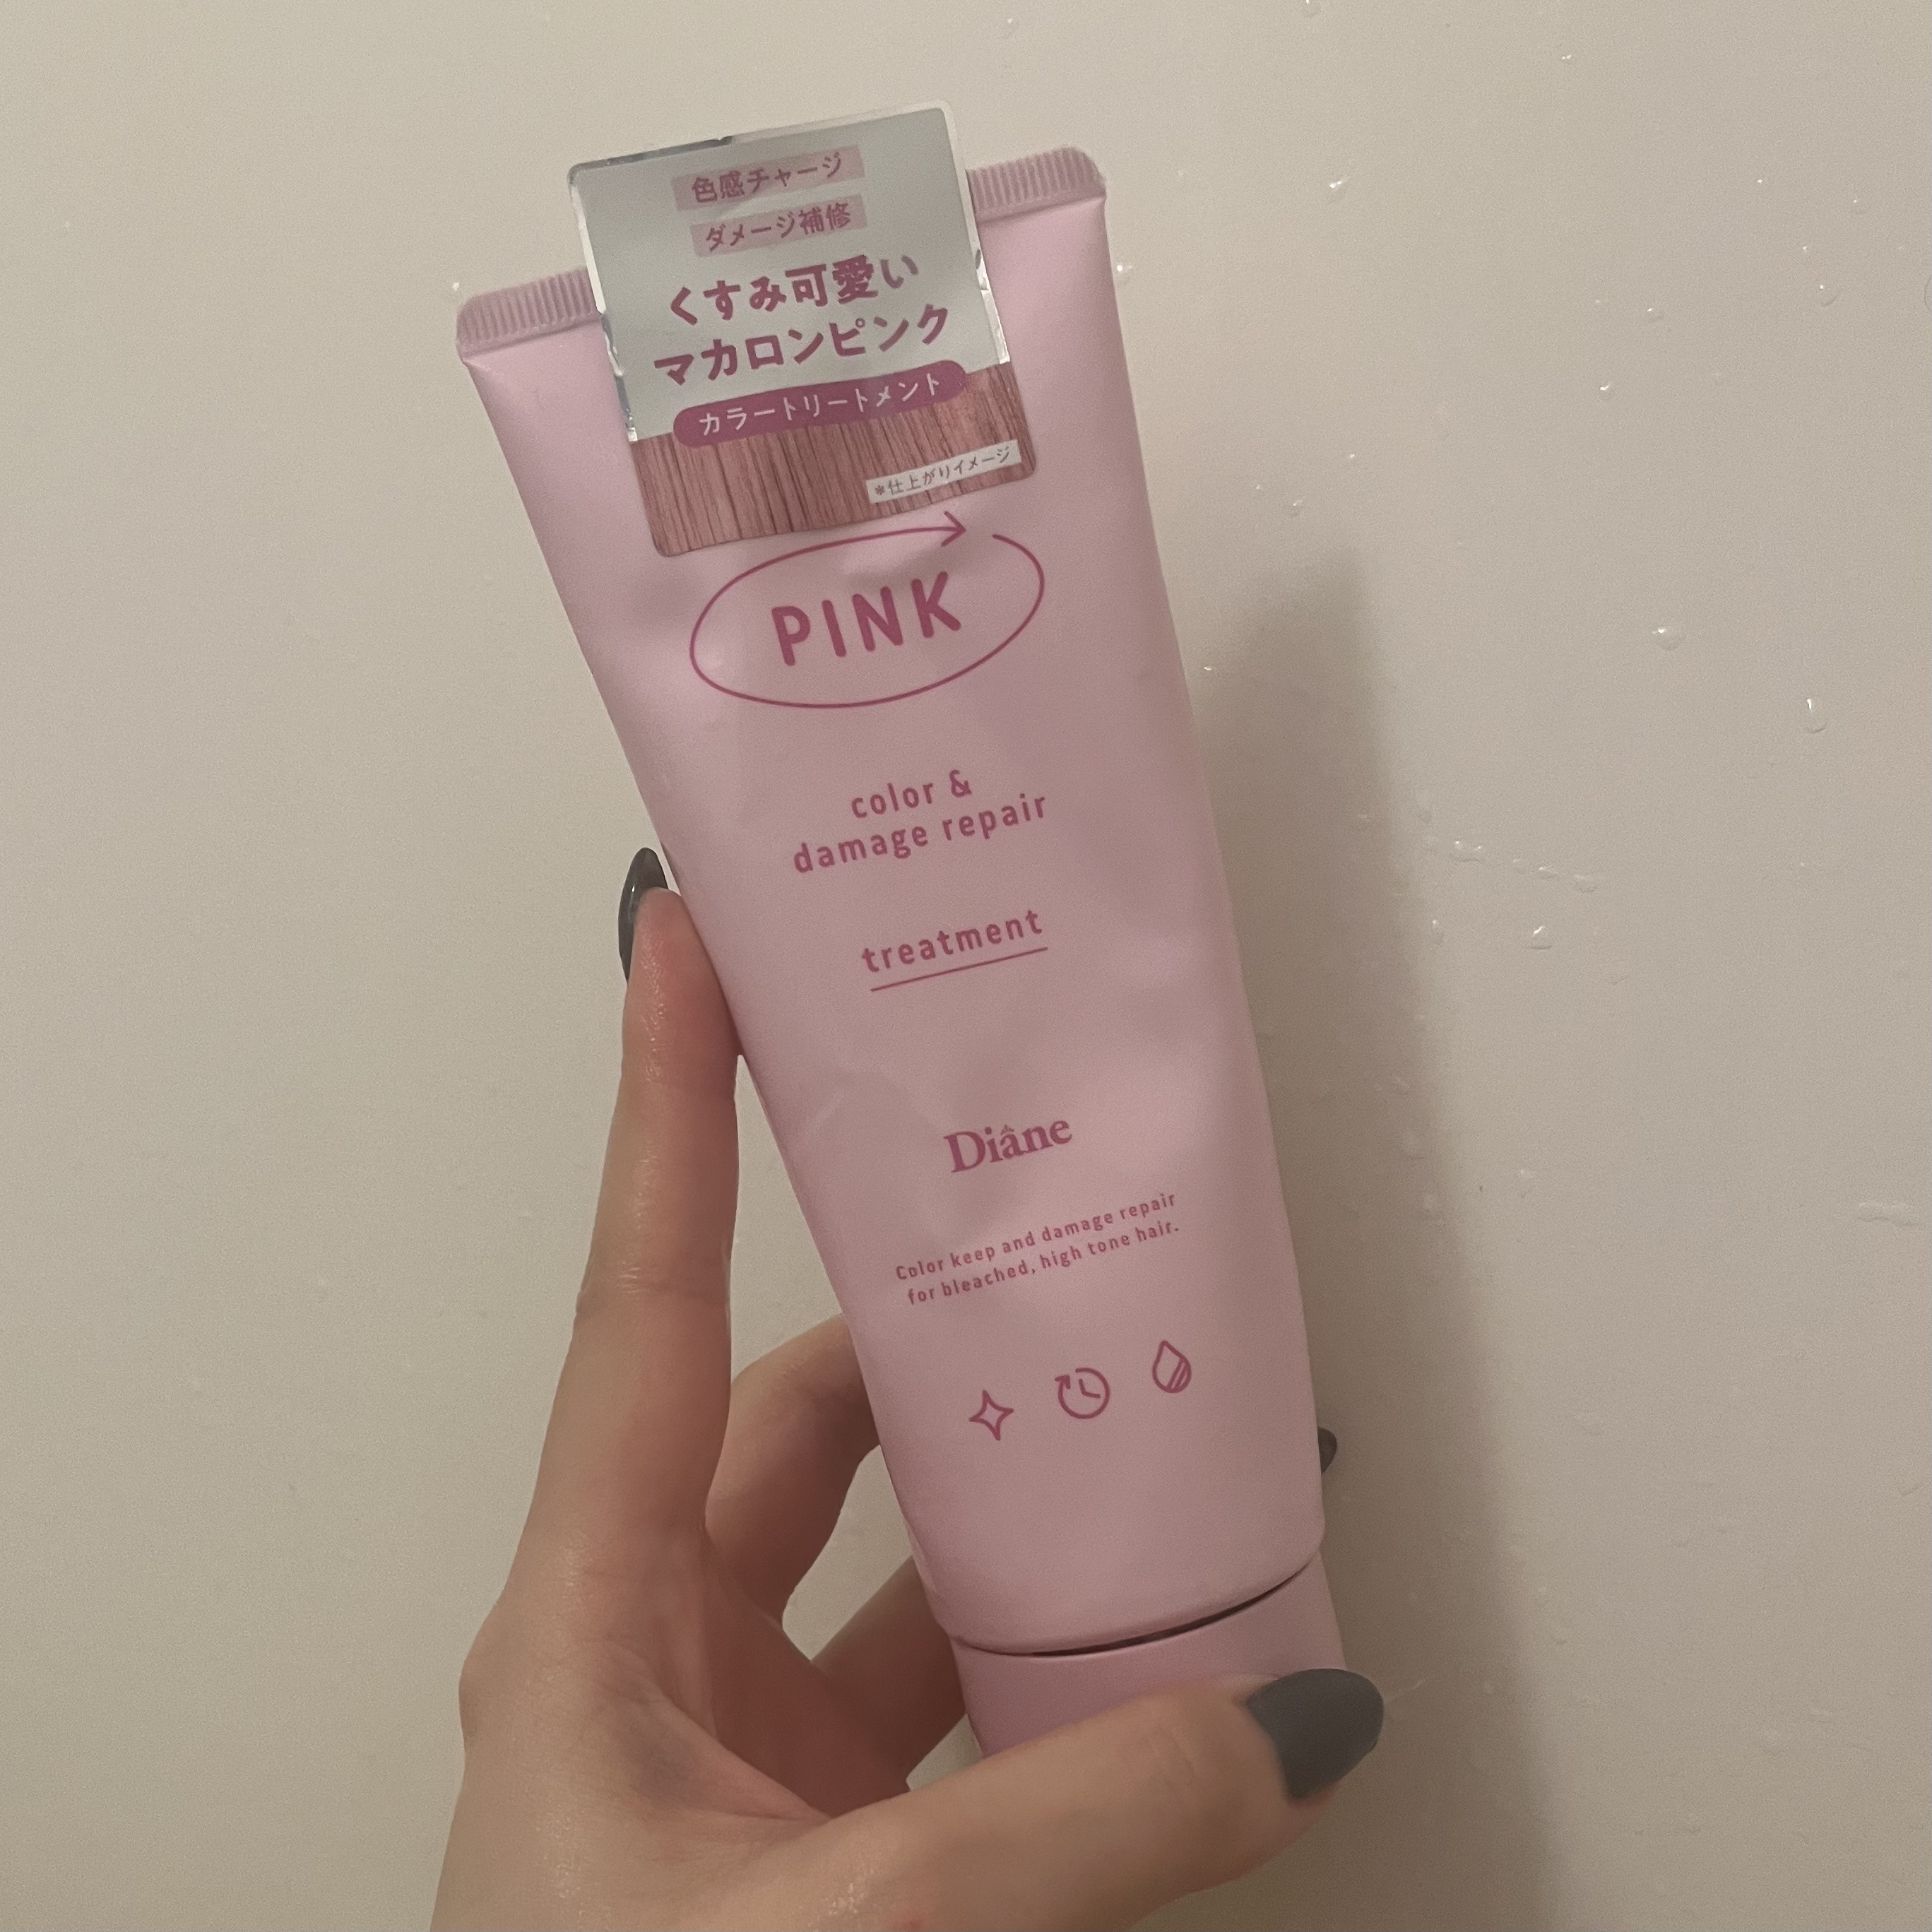 色感チャージ
ダメージ補修
くすみ可愛い
マカロンピンク
カラートリートメント
*仕上がりイメージ
PINK
color &
damage repair
treatment
Diâne
Color keep and damage repair
for bleached, high tone hair.